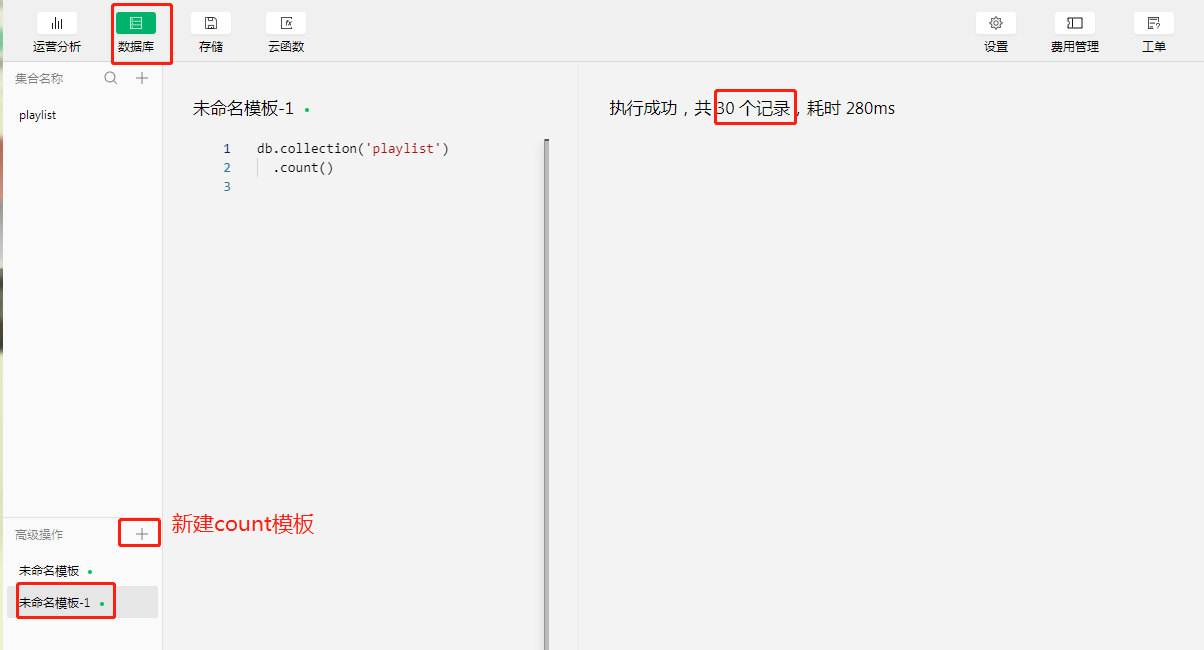 运营分析 数据库 存储 云函数 设置 费用管理 工单
集合名称
playlist
未命名模板-1
1 db.collection('playlist')
2 .count()
3
执行成功，共 30 个记录，耗时 280ms
高级操作
新建count模板
未命名模板
未命名模板-1